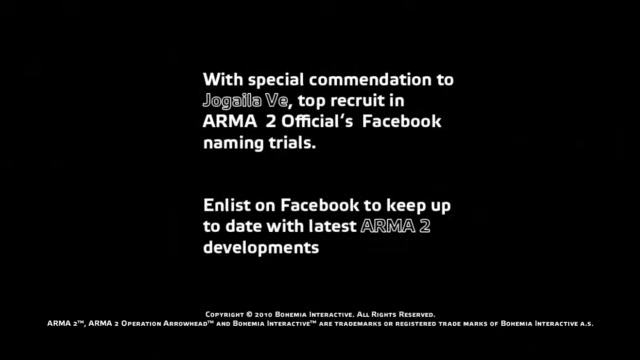 With special commendation to
Jogaila Ve, top recruit in
ARMA 2 Official's Facebook
naming trials.
Enlist on Facebook to keep up
to date with latest ARMA 2
developments
Copyright © 2010 Bohemia Interactive. All Rights Reserved.
ARMA 2™, ARMA 2 Operation Arrowhead™ and Bohemia Interactive™ are trademarks or registered trade marks of Bohemia Interactive a.s.